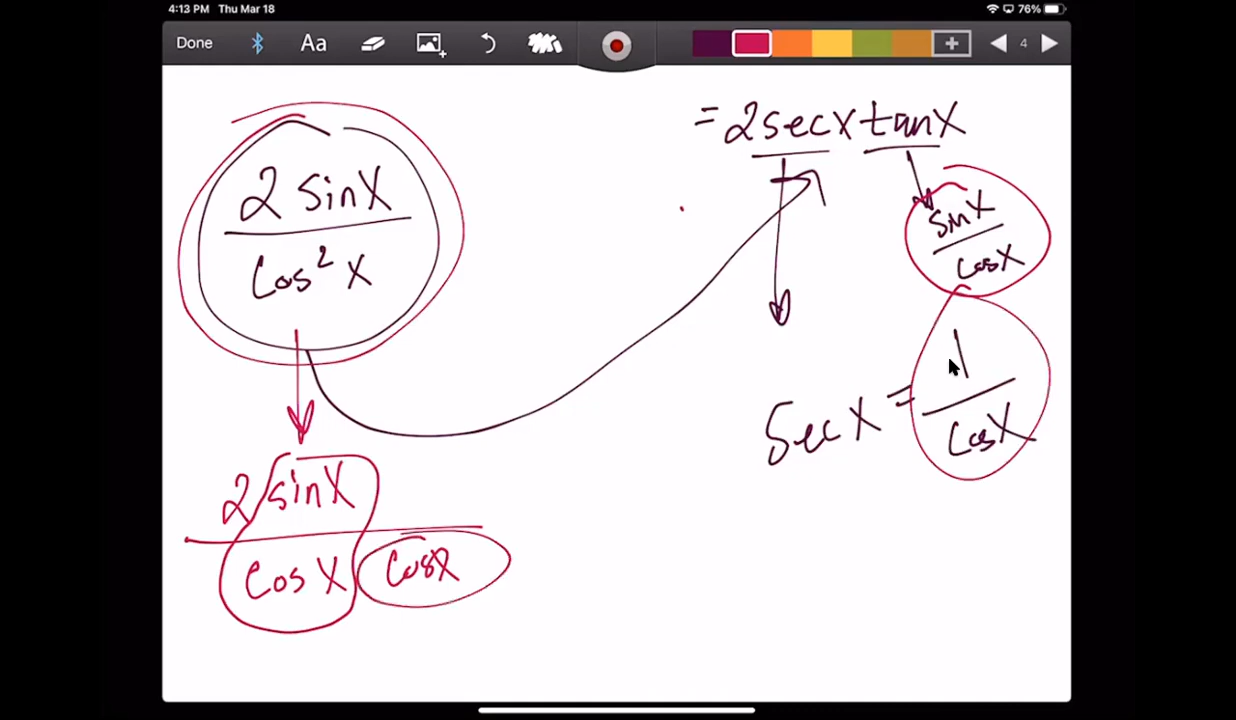 4:13 PM Thu Mar 18
76%
Done
Aa
4
2 sinX
cos² x
= 2secx tanX
sinX
cosX
secX = 1
cosX
2 sinX
cos X cosx